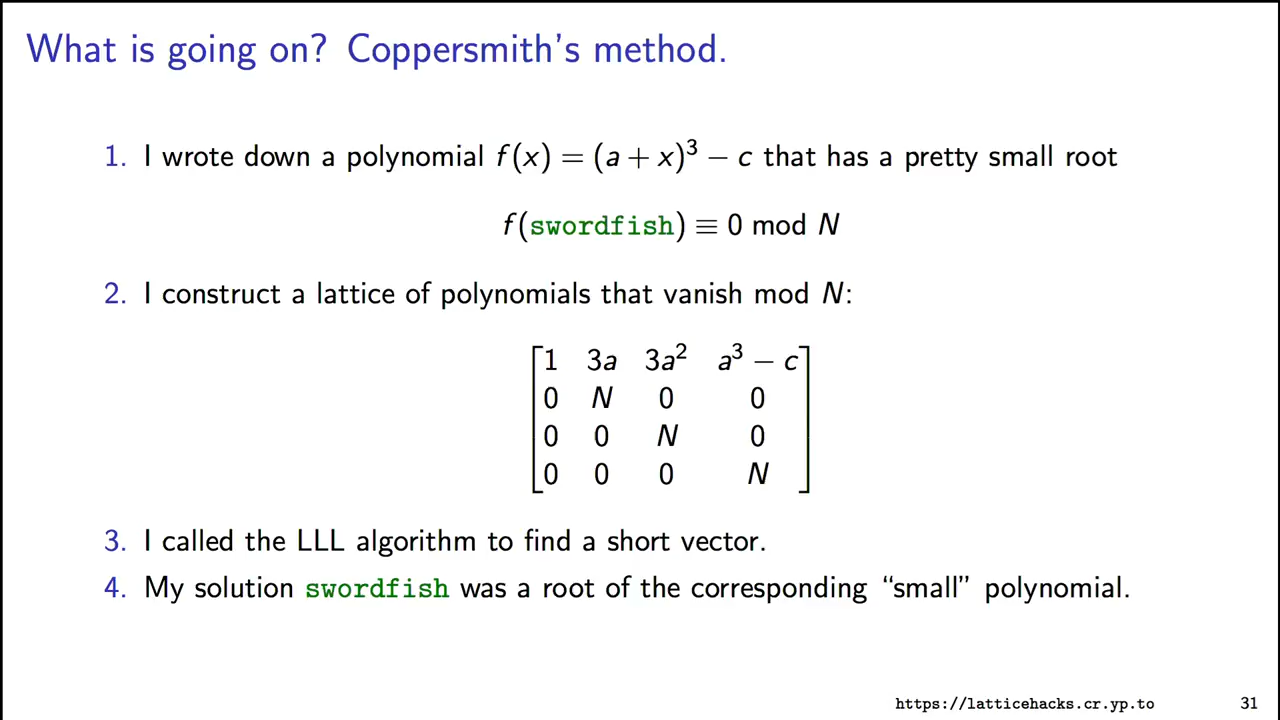 What is going on? Coppersmith's method.
1. I wrote down a polynomial f(x) = (a + x)³ − c that has a pretty small root
f(swordfish) ≡ 0 mod N
2. I construct a lattice of polynomials that vanish mod N:
[1 3a 3a² a³ − c]
[0 N 0 0]
[0 0 N 0]
[0 0 0 N]
3. I called the LLL algorithm to find a short vector.
4. My solution swordfish was a root of the corresponding “small” polynomial.
https://latticehacks.cr.yp.to 31